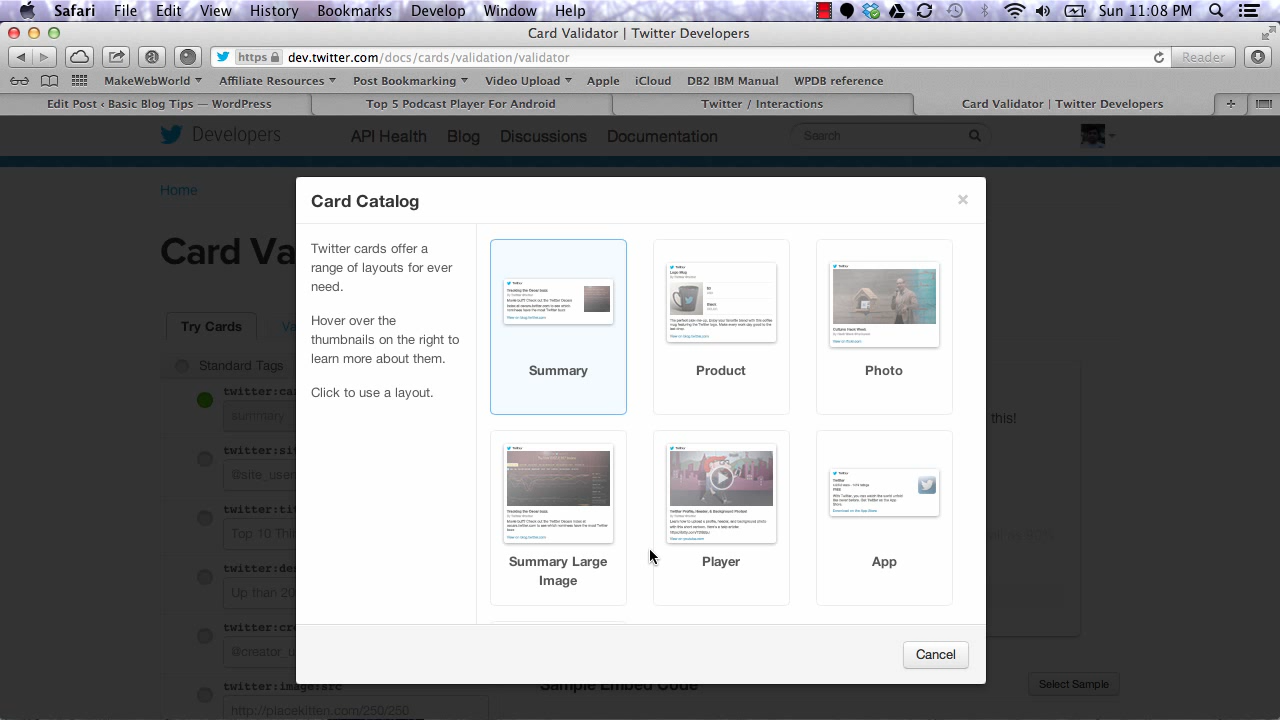 Safari File Edit View History Bookmarks Develop Window Help Sun 11:08 PM
Card Validator | Twitter Developers
https dev.twitter.com/docs/cards/validation/validator Reader
MakeWebWorld Affiliate Resources Post Bookmarking Video Upload Apple iCloud DB2 IBM Manual WPDB reference
Edit Post ‹ Basic Blog Tips — WordPress Top 5 Podcast Player For Android Twitter / Interactions Card Validator | Twitter Developers
Developers API Health Blog Discussions Documentation Search
Home
Card Va
Try Cards Va
Standard Tags
twitter:ca
summary
twitter:si
@site_use
twitter:ti
Top 10 Thi
twitter:de
Up than 20
twitter:cr
@creator_u
twitter:image:src
http://placekitten.com/250/250
this!
as 90%
Sample Embed Code
Select Sample
Card Catalog
Twitter cards offer a
range of layouts for ever
need.
Hover over the
thumbnails on the right to
learn more about them.
Click to use a layout.
Summary
Product
Photo
Summary Large
Image
Player
App
Cancel